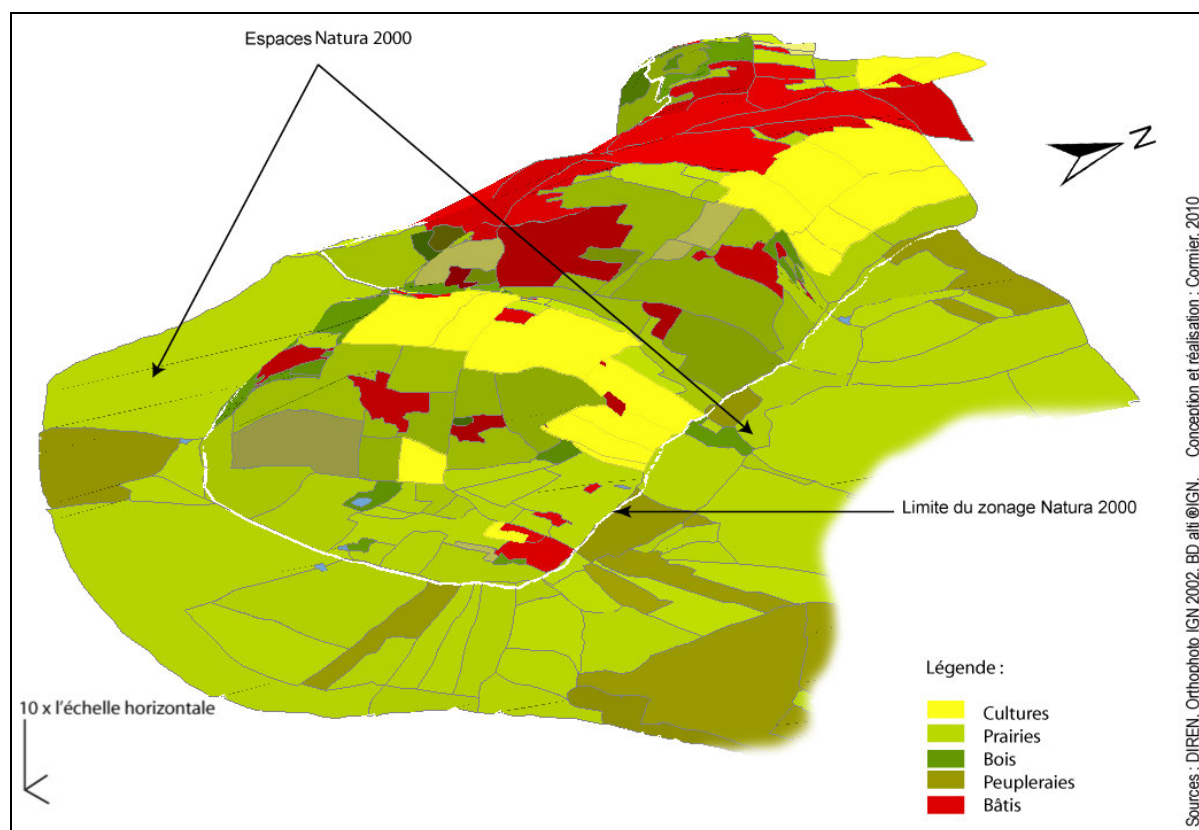 Espaces Natura 2000
N
Limite du zonage Natura 2000
10 x l'échelle horizontale
Légende :
Cultures
Prairies
Bois
Peupleraies
Bâtis
Sources : DIREN, Orthophoto IGN 2002, BD alti ®IGN. Conception et réalisation : Cormier, 2010